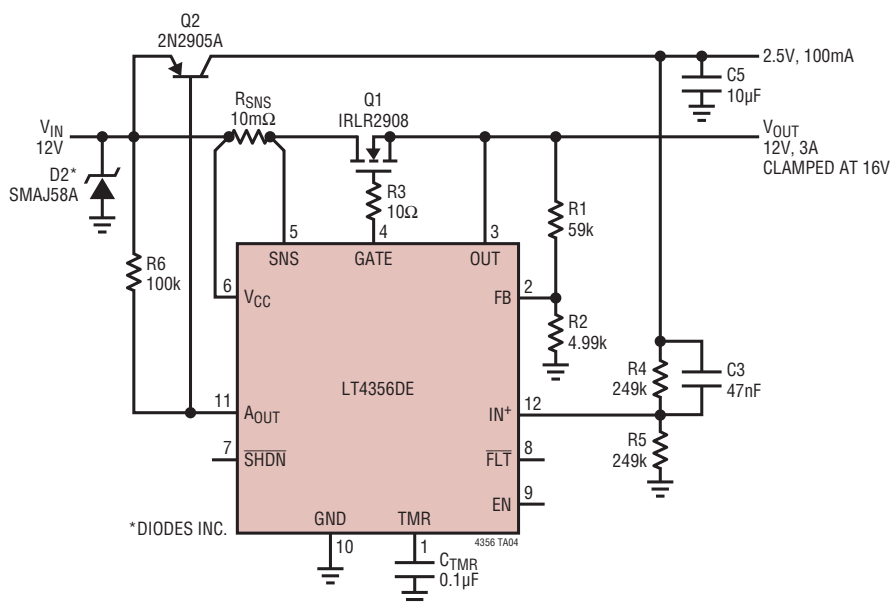 Q2
2N2905A
2.5V, 100mA
C5
10µF
V_IN
12V
R_SNS
10mΩ
Q1
IRLR2908
V_OUT
12V, 3A
CLAMPED AT 16V
D2*
SMAJ58A
R3
10Ω
R1
59k
5
4
3
SNS
GATE
OUT
R6
100k
6
V_CC
FB
2
R2
4.99k
LT4356DE
R4
249k
C3
47nF
11
A_OUT
IN+
12
R5
249k
7
SHDN
FLT
8
EN
9
*DIODES INC.
GND
TMR
4356 TA04
10
1
C_TMR
0.1µF